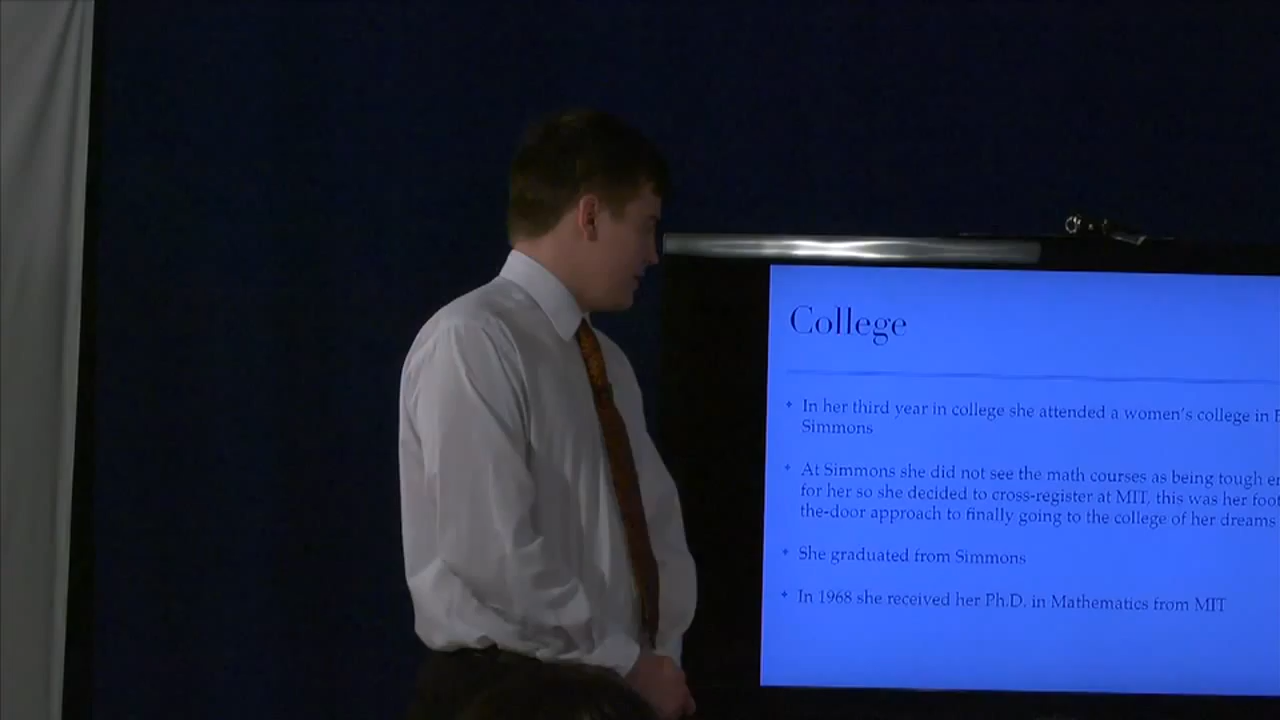 College
In her third year in college she attended a women's college in
Simmons
At Simmons she did not see the math courses as being tough
for her so she decided to cross-register at MIT, this was her foot
the-door approach to finally going to the college of her dreams
She graduated from Simmons
In 1968 she received her Ph.D. in Mathematics from MIT